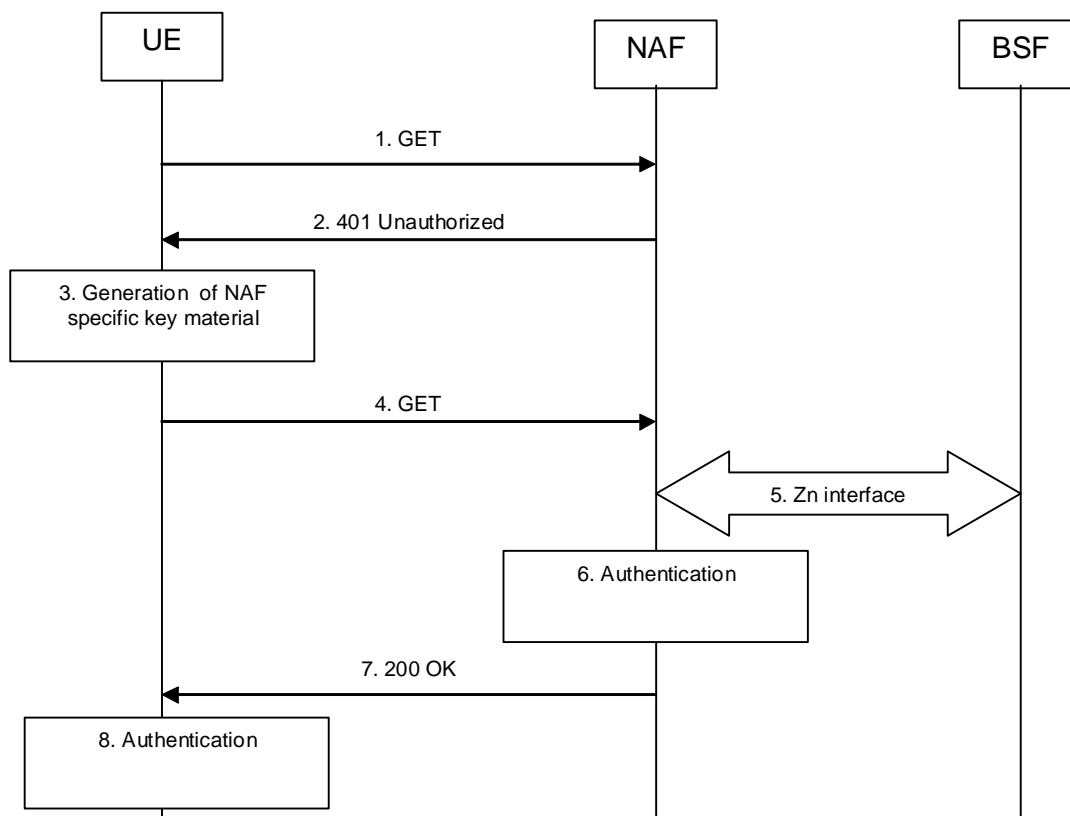 UE
NAF
BSF
1. GET
2. 401 Unauthorized
3. Generation of NAF
specific key material
4. GET
5. Zn interface
6. Authentication
7. 200 OK
8. Authentication